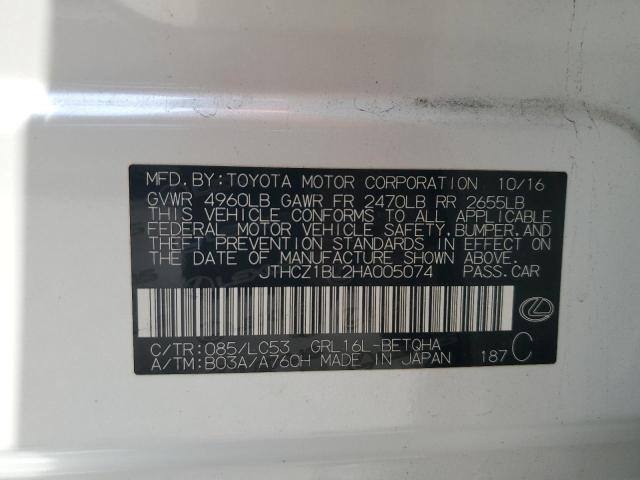 MFD. BY: TOYOTA MOTOR CORPORATION 10/16
GVWR 4960LB GAWR FR 2470LB RR 2655LB
THIS VEHICLE CONFORMS TO ALL APPLICABLE
FEDERAL MOTOR VEHICLE SAFETY, BUMPER, AND
THEFT PREVENTION STANDARDS IN EFFECT ON
THE DATE OF MANUFACTURE SHOWN ABOVE.
JTHCZ1BL2HA005074 PASS. CAR
C/TR: 085/LC53 GRL16L-BETQHA
A/TM: B03A/A760H MADE IN JAPAN 187 C